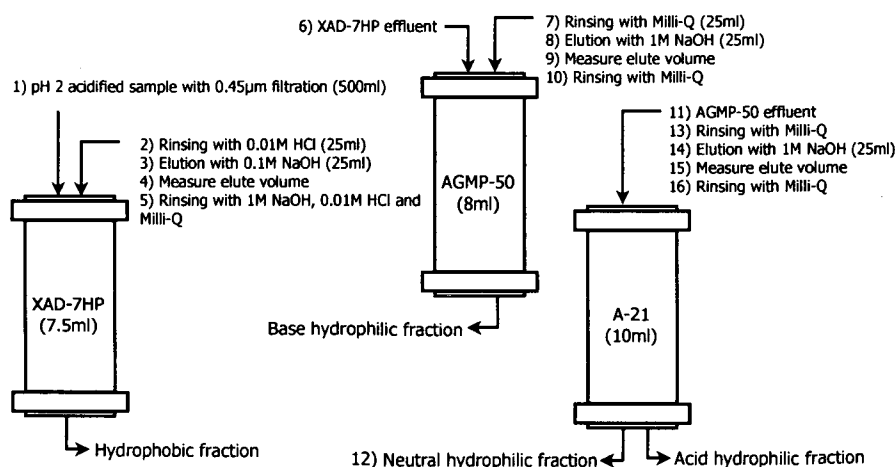 1) pH 2 acidified sample with 0.45µm filtration (500ml)
2) Rinsing with 0.01M HCl (25ml)
3) Elution with 0.1M NaOH (25ml)
4) Measure elute volume
5) Rinsing with 1M NaOH, 0.01M HCl and
Milli-Q
XAD-7HP
(7.5ml)
Hydrophobic fraction
6) XAD-7HP effluent
7) Rinsing with Milli-Q (25ml)
8) Elution with 1M NaOH (25ml)
9) Measure elute volume
10) Rinsing with Milli-Q
AGMP-50
(8ml)
Base hydrophilic fraction
11) AGMP-50 effluent
13) Rinsing with Milli-Q
14) Elution with 1M NaOH (25ml)
15) Measure elute volume
16) Rinsing with Milli-Q
A-21
(10ml)
12) Neutral hydrophilic fraction
Acid hydrophilic fraction